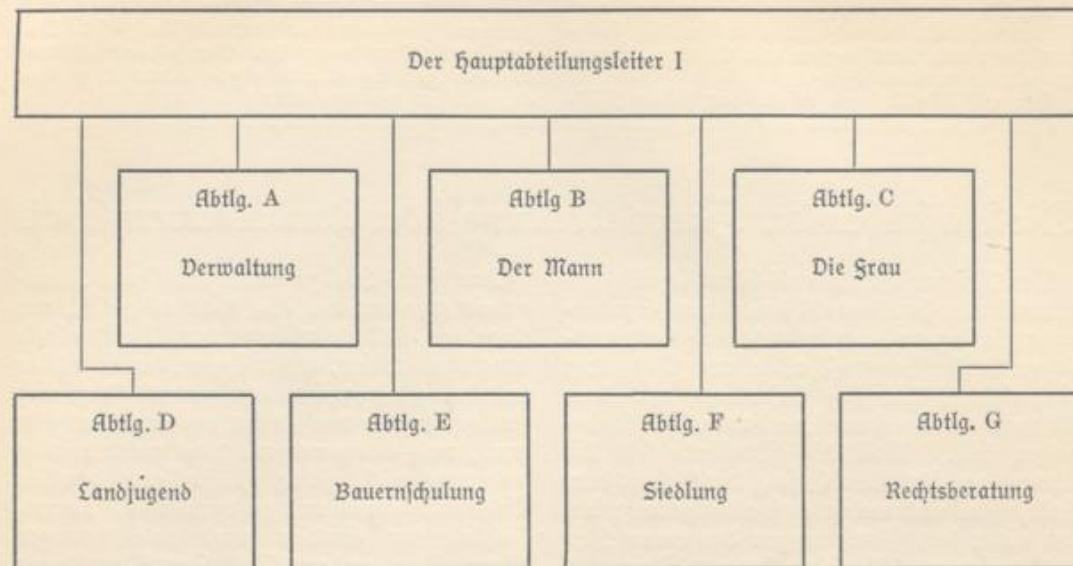 Der Hauptabteilungsleiter I
Abtlg. A
Verwaltung
Abtlg B
Der Mann
Abtlg. C
Die Frau
Abtlg. D
Landjugend
Abtlg. E
Bauernschulung
Abtlg. F
Siedlung
Abtlg. G
Rechtsberatung